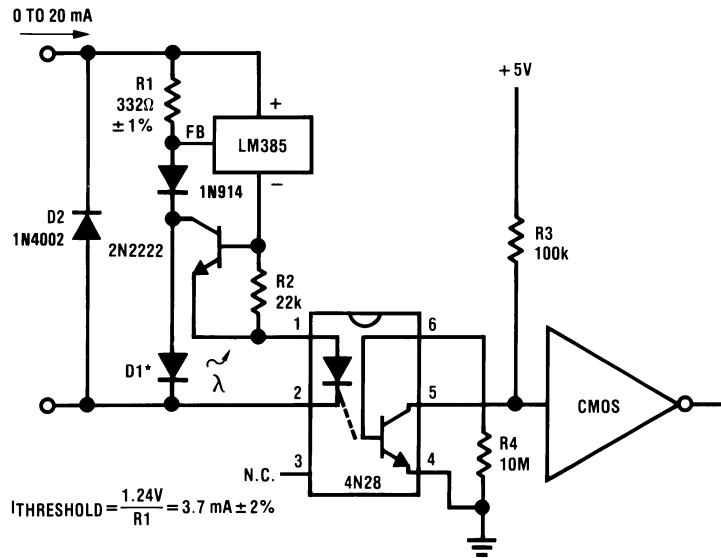 0 TO 20 mA
R1
332Ω
±1%
FB
+
LM385
−
+5V
1N914
D2
1N4002
2N2222
R2
22k
R3
100k
1
6
D1*
λ
2
5
CMOS
3
N.C.
4
R4
10M
4N28
ITHRESHOLD = 1.24V / R1 = 3.7 mA ± 2%